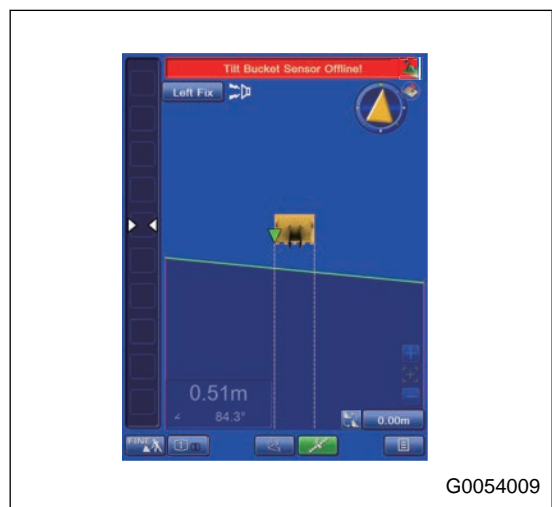 Tilt Bucket Sensor Offline!
Left Fix
0.51m
84.3°
0.00m
FINE
G0054009